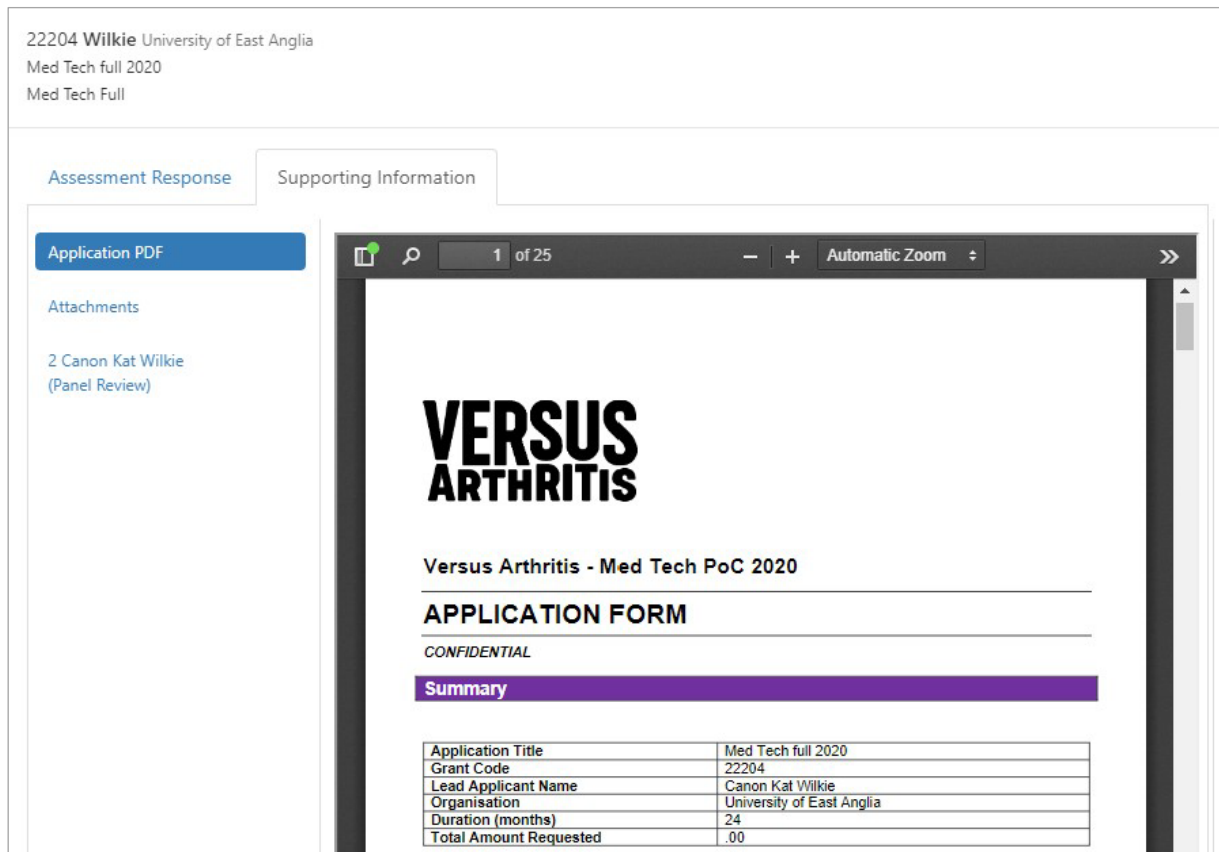 22204 Wilkie University of East Anglia
Med Tech full 2020
Med Tech Full
Assessment Response
Supporting Information
Application PDF
Attachments
2 Canon Kat Wilkie
(Panel Review)
1 of 25
Automatic Zoom
VERSUS
ARTHRITIS
Versus Arthritis - Med Tech PoC 2020
APPLICATION FORM
CONFIDENTIAL
Summary
Application Title Med Tech full 2020
Grant Code 22204
Lead Applicant Name Canon Kat Wilkie
Organisation University of East Anglia
Duration (months) 24
Total Amount Requested .00